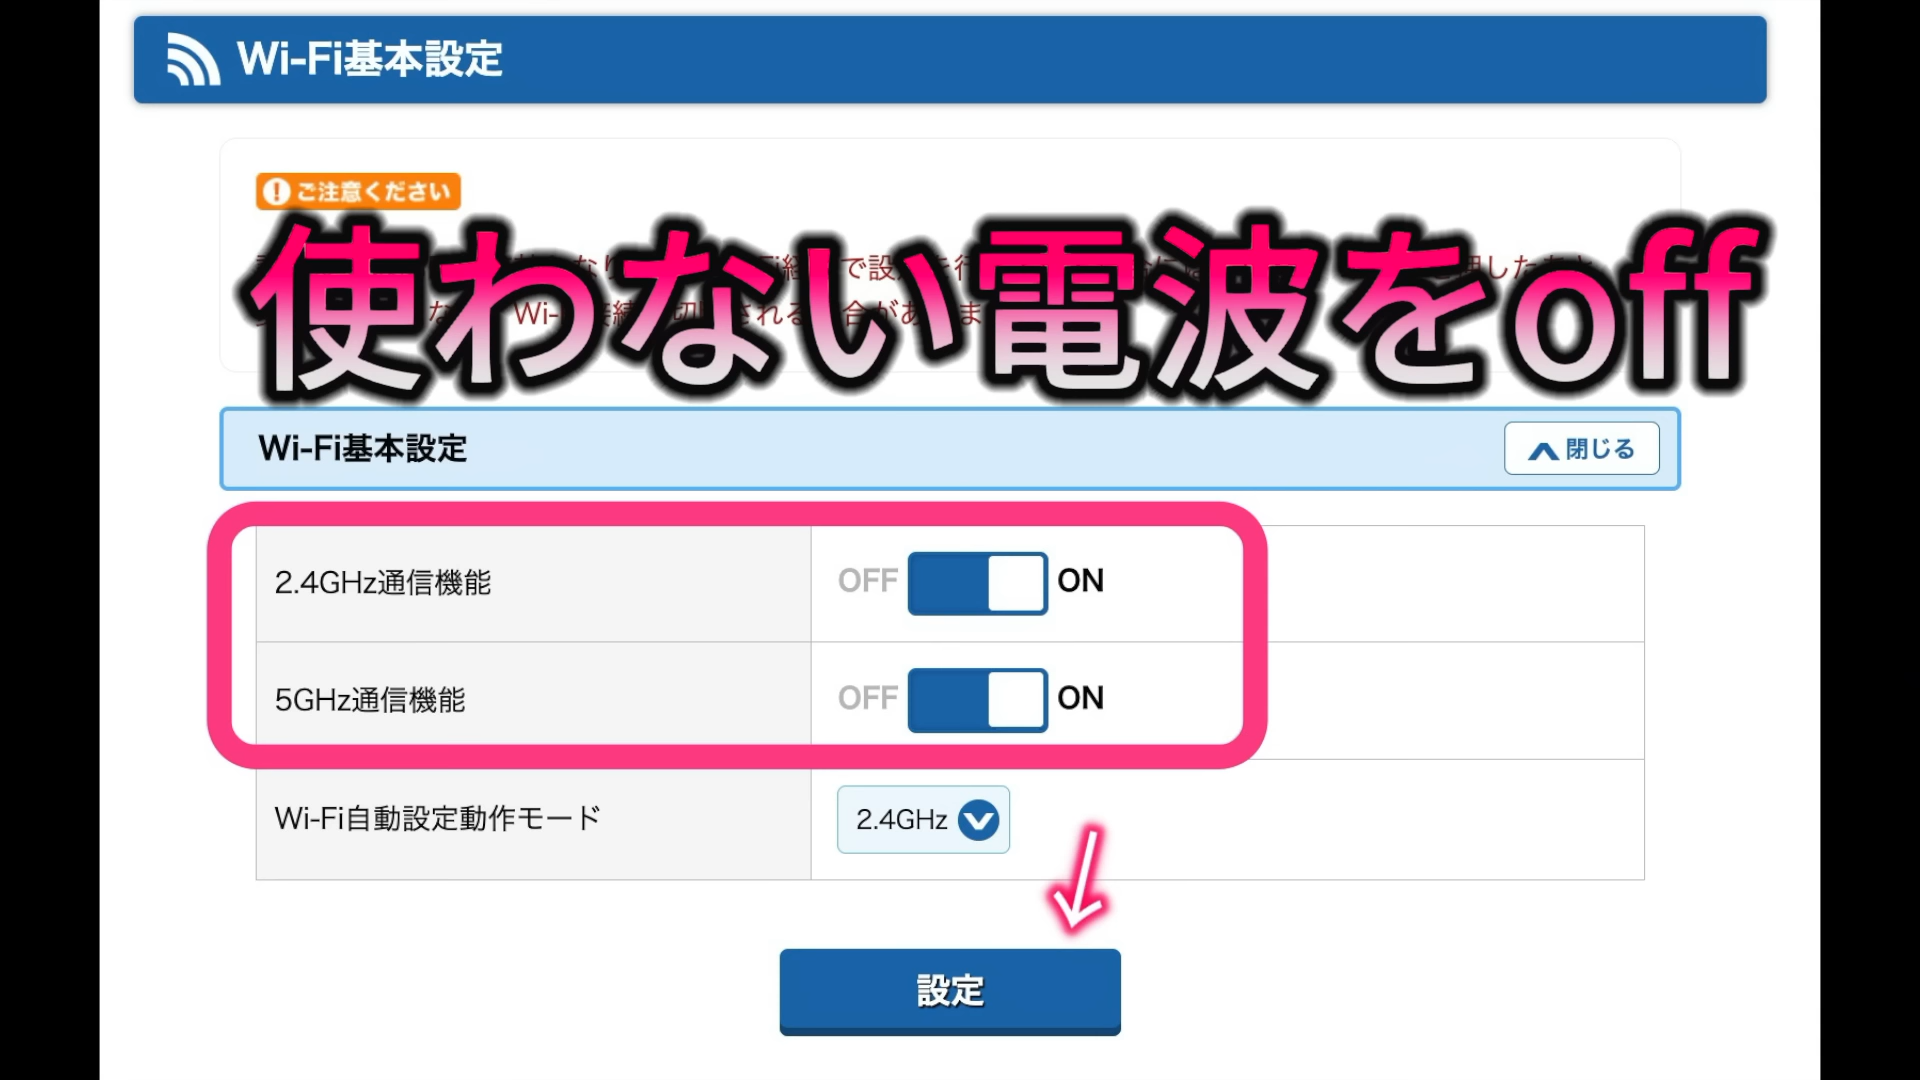 Wi-Fi基本設定
ご注意ください
使わない電波をoff
Wi-Fi基本設定
閉じる
2.4GHz通信機能
OFF ON
5GHz通信機能
OFF ON
Wi-Fi自動設定動作モード
2.4GHz
設定